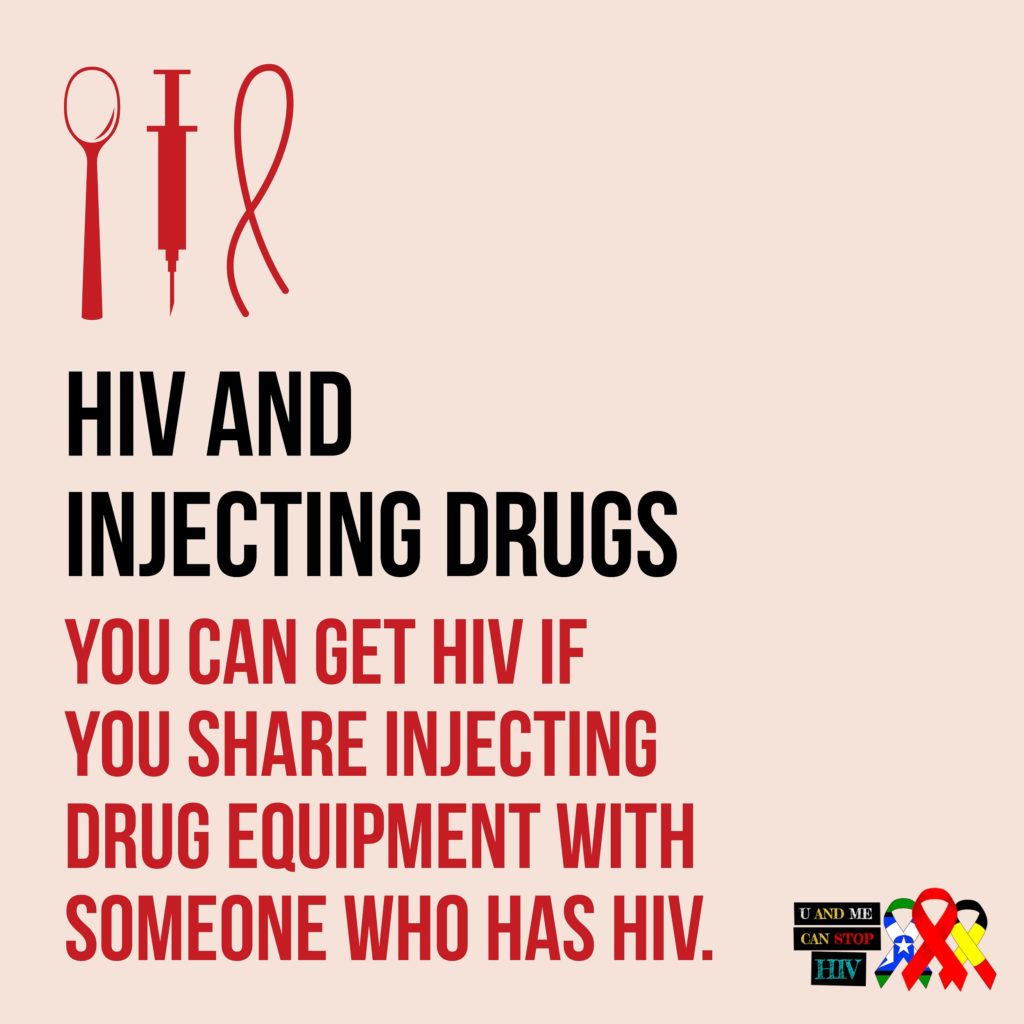 HIV AND
INJECTING DRUGS
YOU CAN GET HIV IF
YOU SHARE INJECTING
DRUG EQUIPMENT WITH
SOMEONE WHO HAS HIV.
U AND ME
CAN STOP
HIV